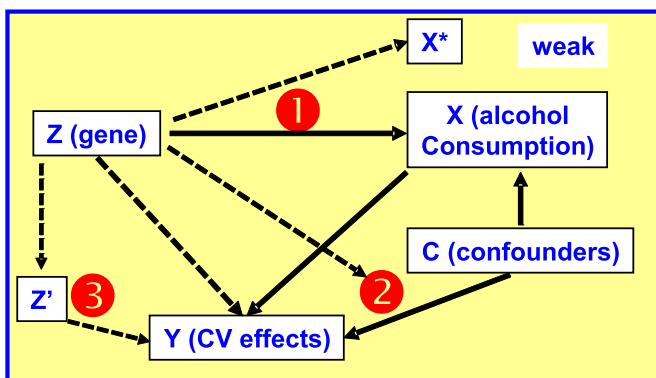 X*
weak
1
Z (gene)
X (alcohol
Consumption)
C (confounders)
2
Z’
3
Y (CV effects)